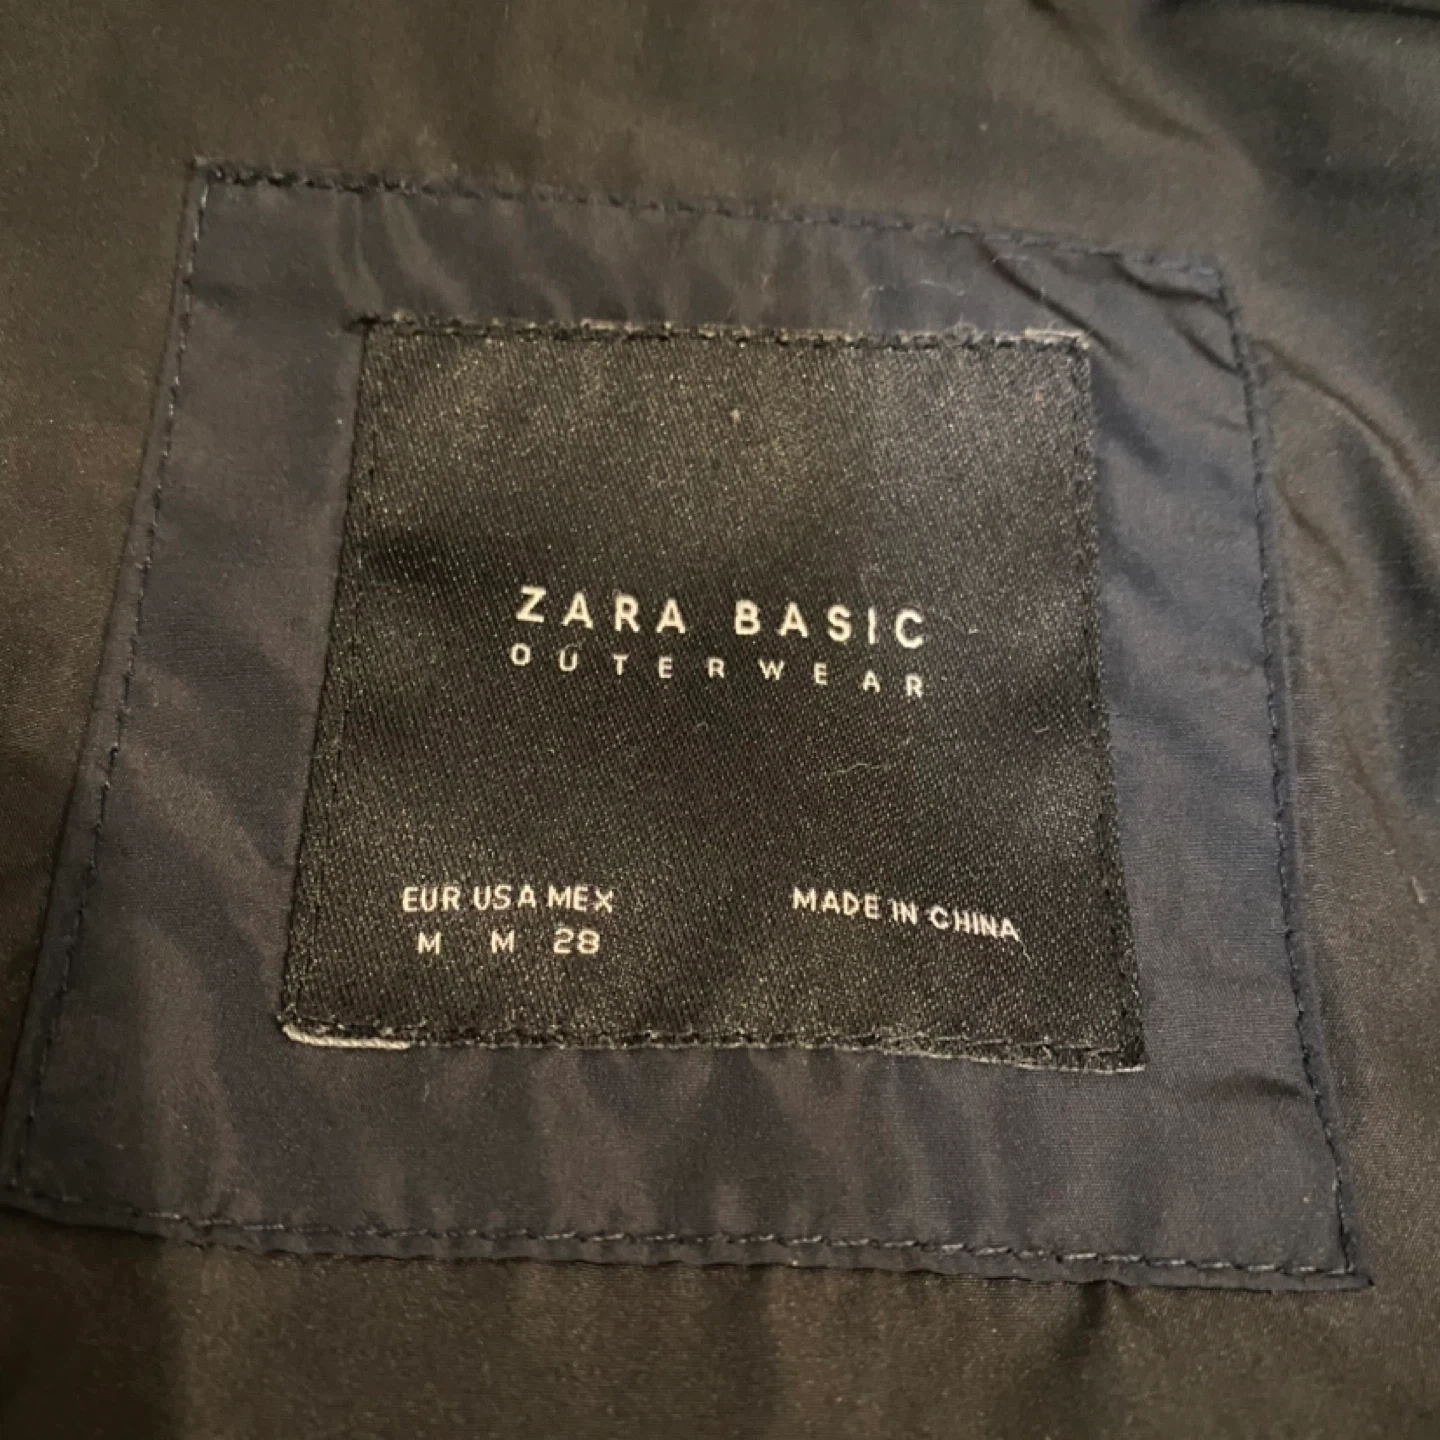 ZARA BASIC
OUTERWEAR
EUR USA MEX
M M 28
MADE IN CHINA